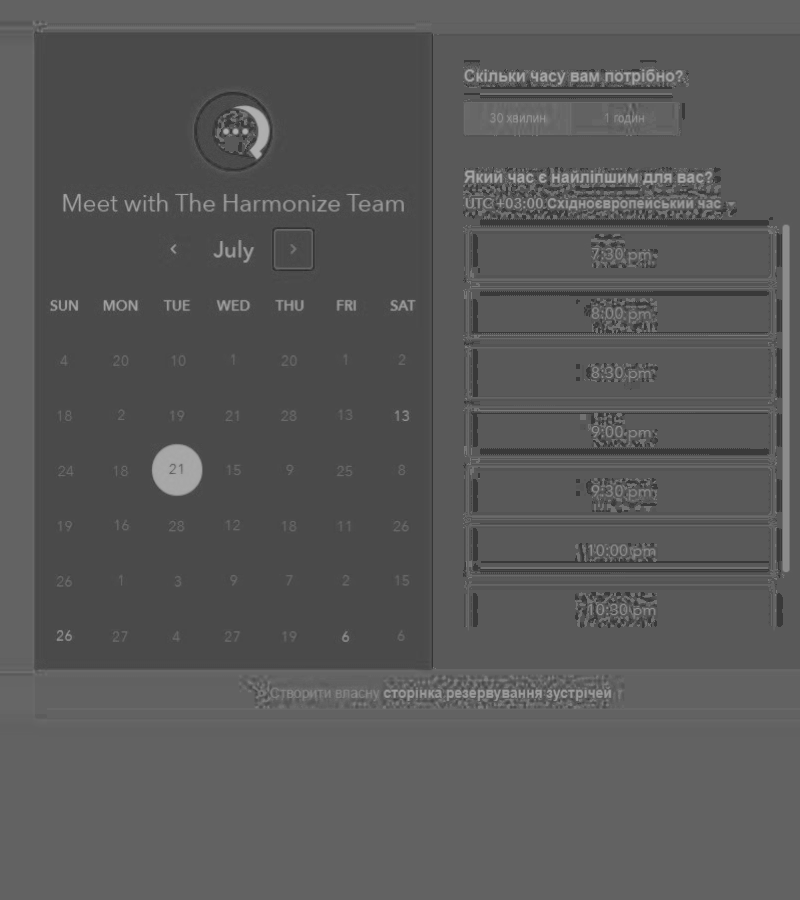 Meet with The Harmonize Team
July
SUN MON TUE WED THU FRI SAT
4 20 10 1 20 1 2
18 2 19 21 28 13 13
24 18 21 15 9 25 8
19 16 28 12 18 11 26
26 1 3 9 7 2 15
26 27 4 27 19 6 6
Скільки часу вам потрібно?
30 хвилин 1 годин
Який час є найліпшим для вас?
UTC +03:00 Східноєвропейський час
7:30 pm
8:00 pm
8:30 pm
9:00 pm
9:30 pm
10:00 pm
10:30 pm
Створити власну сторінка резервування зустрічей